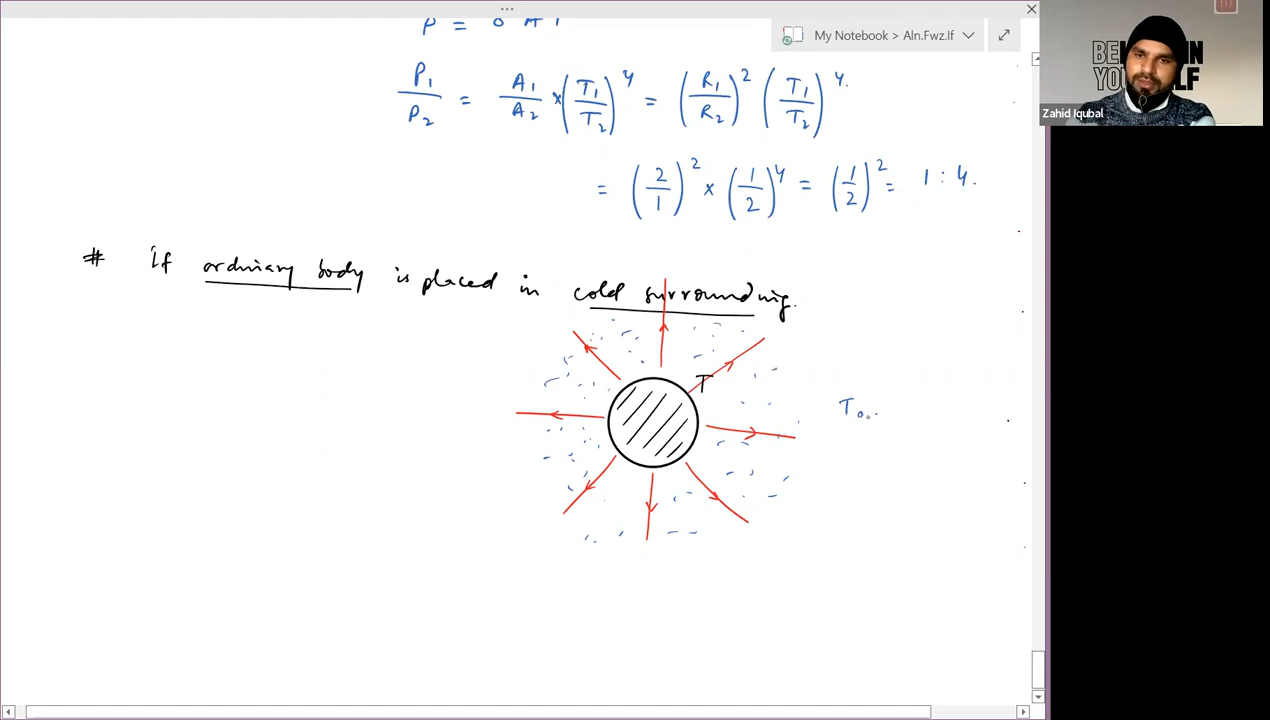 P = σ A T
My Notebook > Aln.Fwz.lf
P1/P2 = A1/A2 × (T1/T2)^4 = (R1/R2)^2 (T1/T2)^4.
= (2/1)^2 × (1/2)^4 = (1/2)^2 = 1 : 4.
# If ordinary body is placed in cold surrounding.
T
T0.
Zahid Iqubal